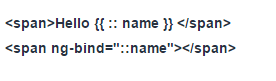 <span>Hello {{ :: name }} </span>
<span ng-bind="::name"></span>